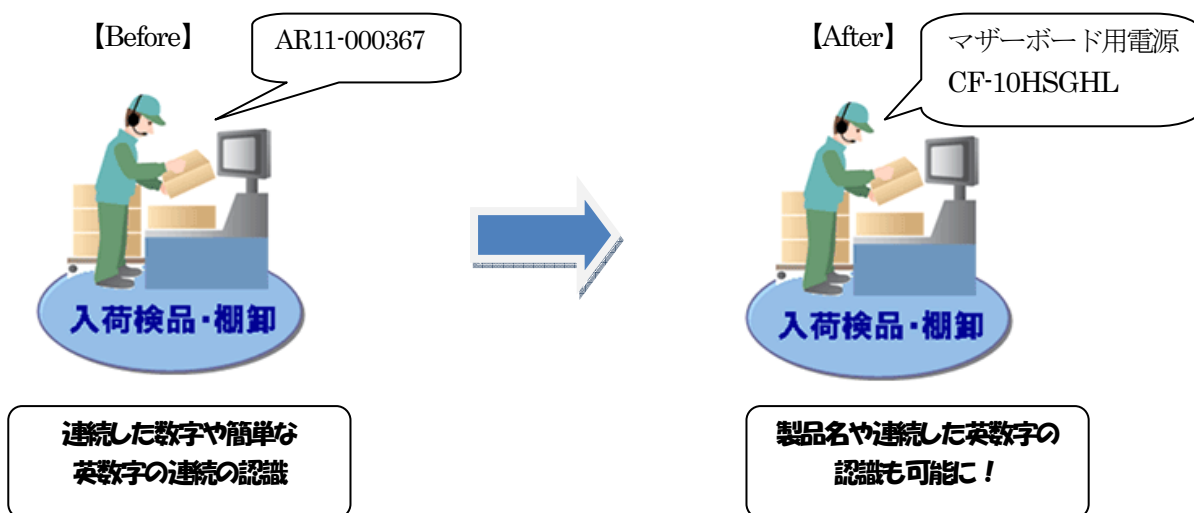 【Before】
AR11-000367
入荷検品・棚卸
連続した数字や簡単な
英数字の連続の認識
【After】
マザーボード用電源
CF-10HSGHL
入荷検品・棚卸
製品名や連続した英数字の
認識も可能に！